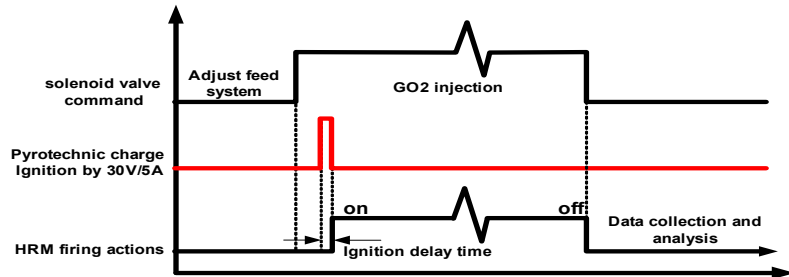 Adjust feed
system
solenoid valve
command
GO2 injection
Pyrotechnic charge
Ignition by 30V/5A
on
off
Data collection and
analysis
HRM firing actions
Ignition delay time